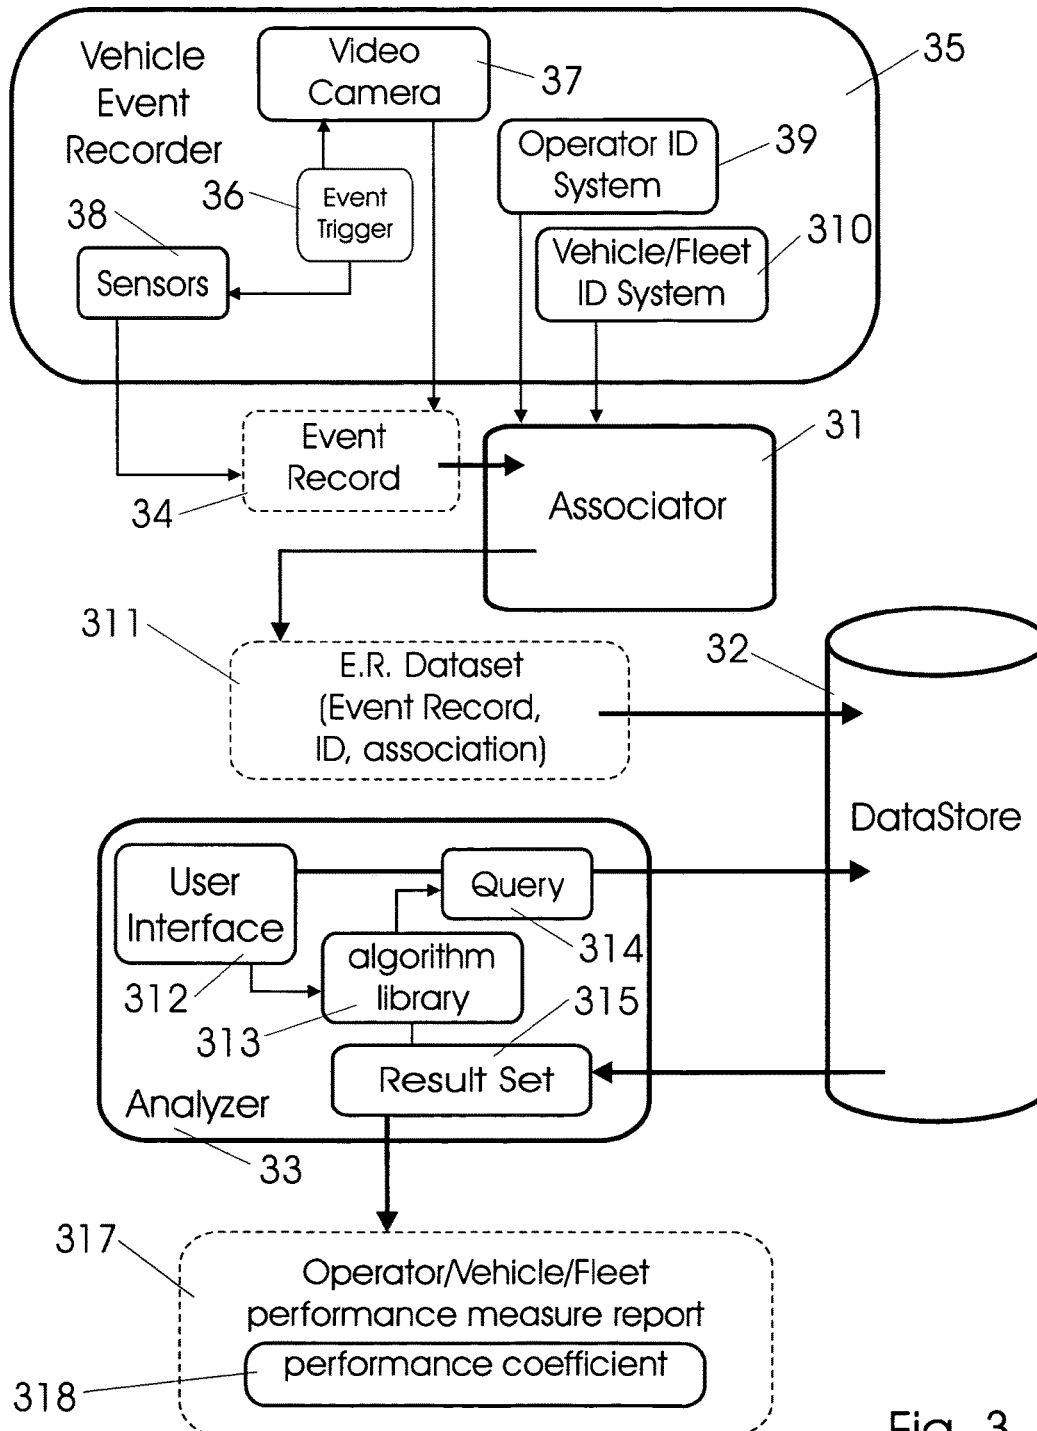 Vehicle
Event
Recorder
Video
Camera
37
35
Operator ID
System
39
36
Event
Trigger
38
Sensors
Vehicle/Fleet
ID System
310
Event
Record
34
31
Associator
311
E.R. Dataset
(Event Record,
ID, association)
32
DataStore
User
Interface
312
Query
314
algorithm
library
313
315
Result Set
Analyzer
33
317
Operator/Vehicle/Fleet
performance measure report
performance coefficient
318
Fig. 3